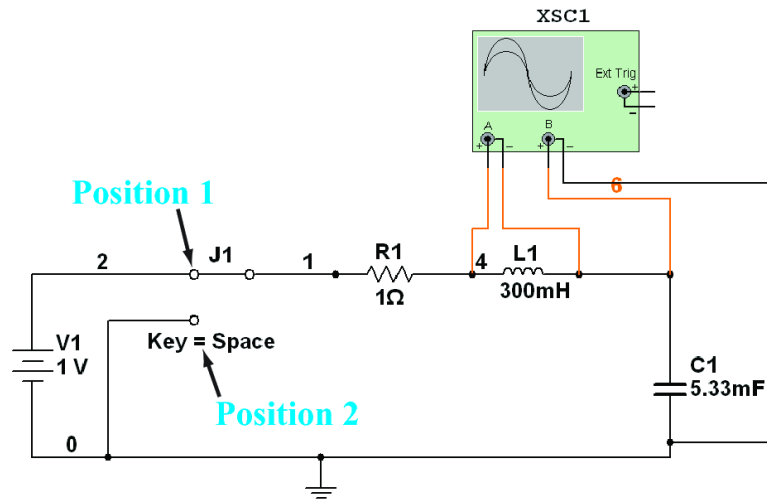 XSC1
Ext Trig
+
−
A
B
+ −
+ −
6
Position 1
2
J1
1
R1
1Ω
4
L1
300mH
V1
1 V
Key = Space
C1
5.33mF
Position 2
0